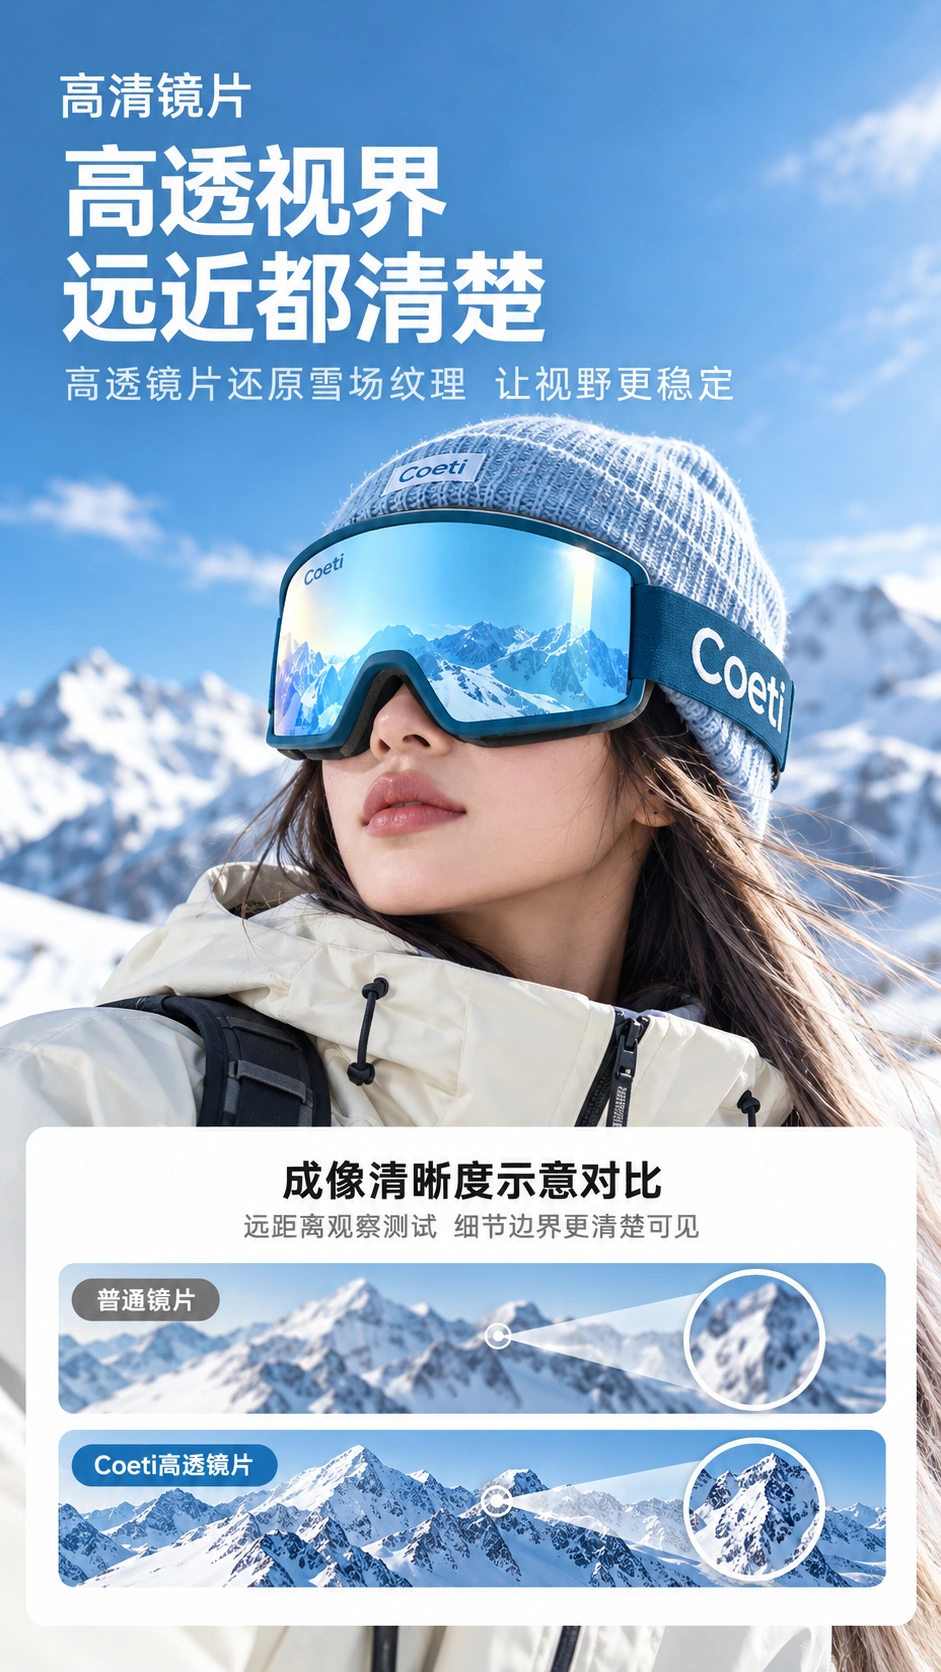 高清镜片
高透视界
远近都清楚
高透镜片还原雪场纹理 让视野更稳定
Coeti
Coeti
Coeti
成像清晰度示意对比
远距离观察测试 细节边界更清楚可见
普通镜片
Coeti高透镜片